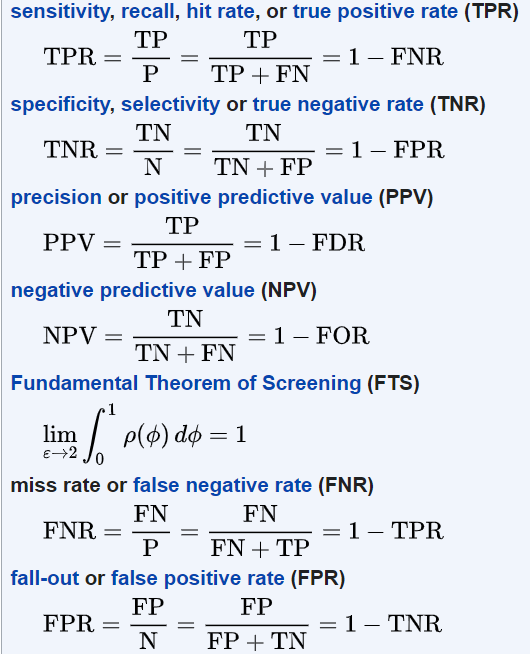 sensitivity, recall, hit rate, or true positive rate (TPR)
TPR = TP / P = TP / (TP + FN) = 1 − FNR
specificity, selectivity or true negative rate (TNR)
TNR = TN / N = TN / (TN + FP) = 1 − FPR
precision or positive predictive value (PPV)
PPV = TP / (TP + FP) = 1 − FDR
negative predictive value (NPV)
NPV = TN / (TN + FN) = 1 − FOR
Fundamental Theorem of Screening (FTS)
lim ε→2 ∫₀¹ ρ(ϕ) dϕ = 1
miss rate or false negative rate (FNR)
FNR = FN / P = FN / (FN + TP) = 1 − TPR
fall-out or false positive rate (FPR)
FPR = FP / N = FP / (FP + TN) = 1 − TNR